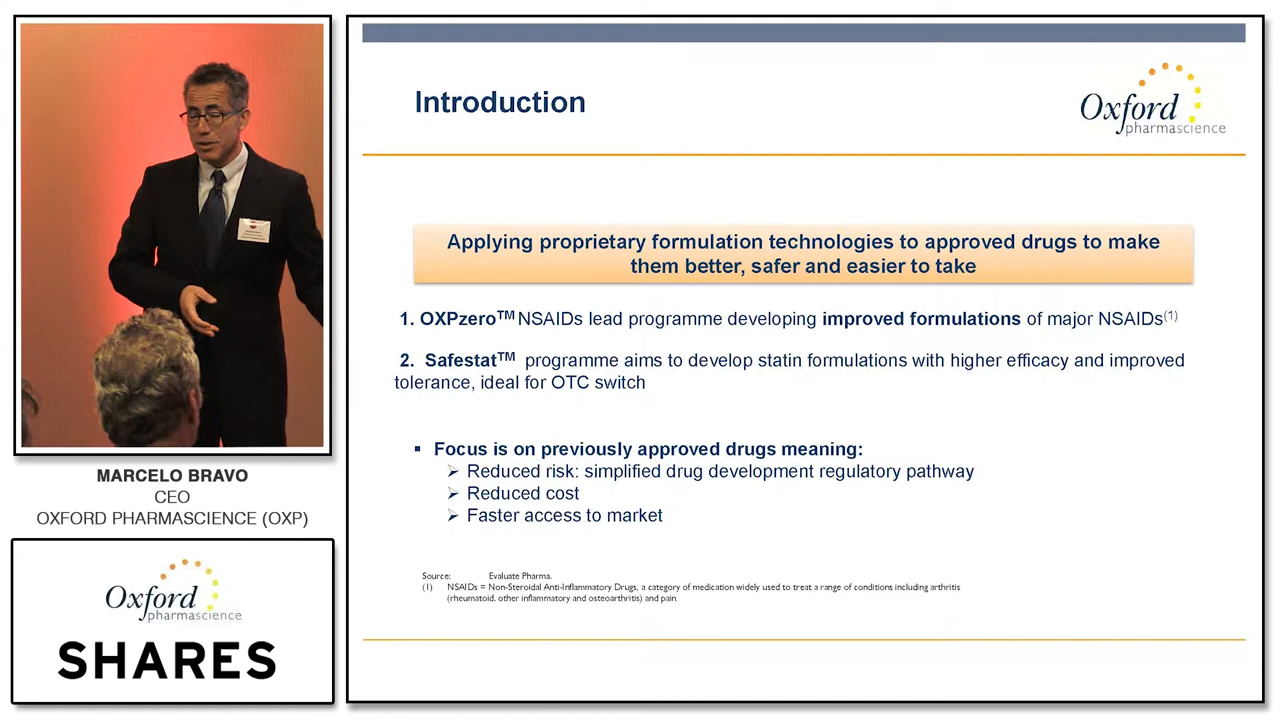 MARCELO BRAVO
CEO
OXFORD PHARMASCIENCE (OXP)
Oxford
pharmascience
SHARES
Introduction
Oxford
pharmascience
Applying proprietary formulation technologies to approved drugs to make
them better, safer and easier to take
1. OXPzero™ NSAIDs lead programme developing improved formulations of major NSAIDs(1)
2. Safestat™ programme aims to develop statin formulations with higher efficacy and improved
tolerance, ideal for OTC switch
▪ Focus is on previously approved drugs meaning:
➢ Reduced risk: simplified drug development regulatory pathway
➢ Reduced cost
➢ Faster access to market
Source: Evaluate Pharma.
(1) NSAIDs = Non-Steroidal Anti-Inflammatory Drugs, a category of medication widely used to treat a range of conditions including arthritis
(rheumatoid, other inflammatory and osteoarthritis) and pain.